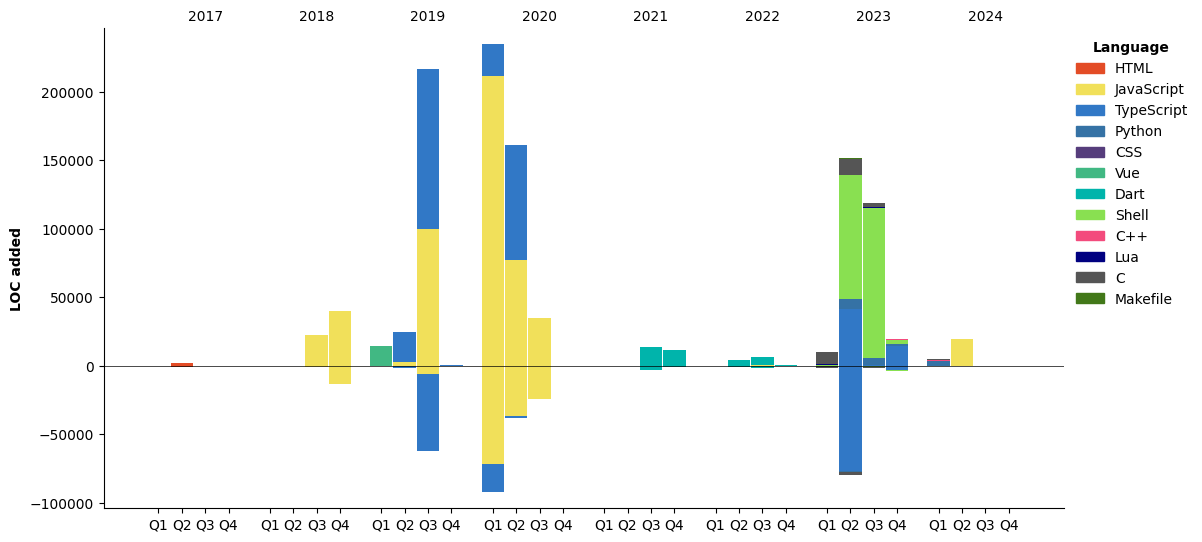 2017 2018 2019 2020 2021 2022 2023 2024
LOC added
200000
150000
100000
50000
0
−50000
−100000
Q1 Q2 Q3 Q4 Q1 Q2 Q3 Q4 Q1 Q2 Q3 Q4 Q1 Q2 Q3 Q4 Q1 Q2 Q3 Q4 Q1 Q2 Q3 Q4 Q1 Q2 Q3 Q4 Q1 Q2 Q3 Q4
Language
HTML
JavaScript
TypeScript
Python
CSS
Vue
Dart
Shell
C++
Lua
C
Makefile